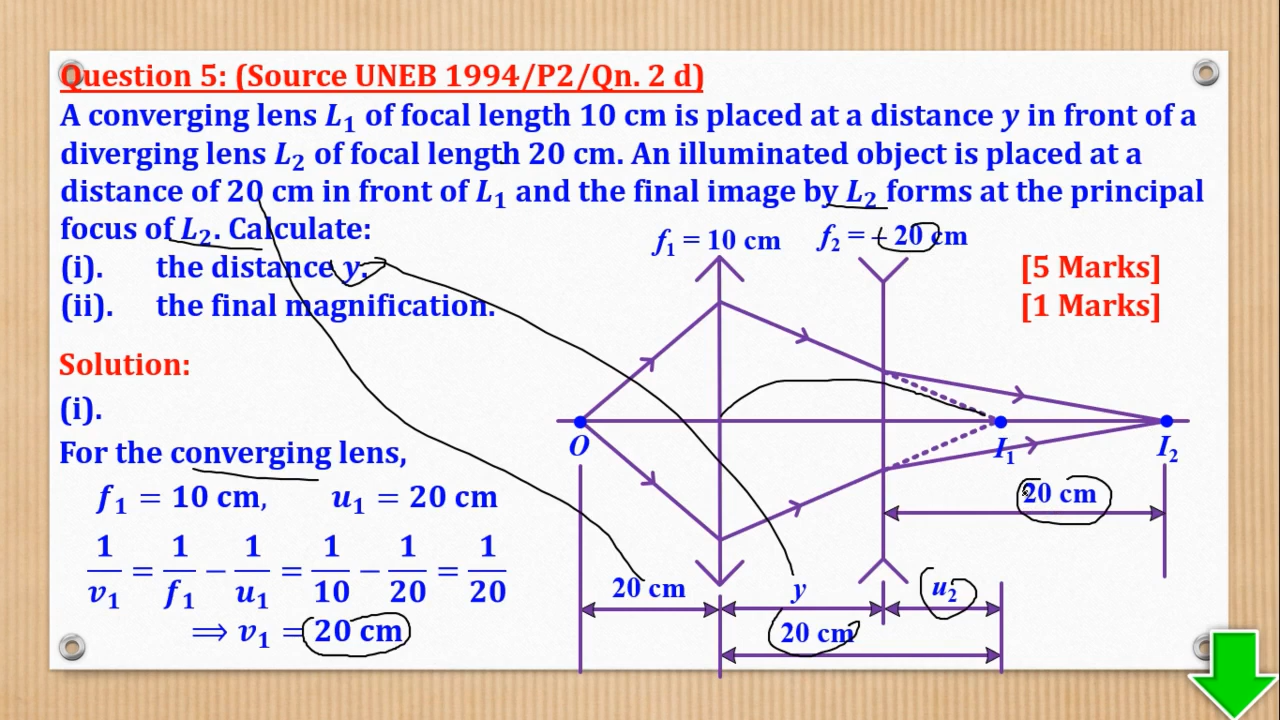 Question 5: (Source UNEB 1994/P2/Qn. 2 d)
A converging lens L₁ of focal length 10 cm is placed at a distance y in front of a
diverging lens L₂ of focal length 20 cm. An illuminated object is placed at a
distance of 20 cm in front of L₁ and the final image by L₂ forms at the principal
focus of L₂. Calculate:
(i). the distance y. [5 Marks]
(ii). the final magnification. [1 Marks]
f₁ = 10 cm f₂ = − 20 cm
Solution:
(i).
For the converging lens,
f₁ = 10 cm, u₁ = 20 cm
1/v₁ = 1/f₁ − 1/u₁ = 1/10 − 1/20 = 1/20
⟹ v₁ = 20 cm
O I₁ I₂
20 cm
20 cm y u₂
20 cm